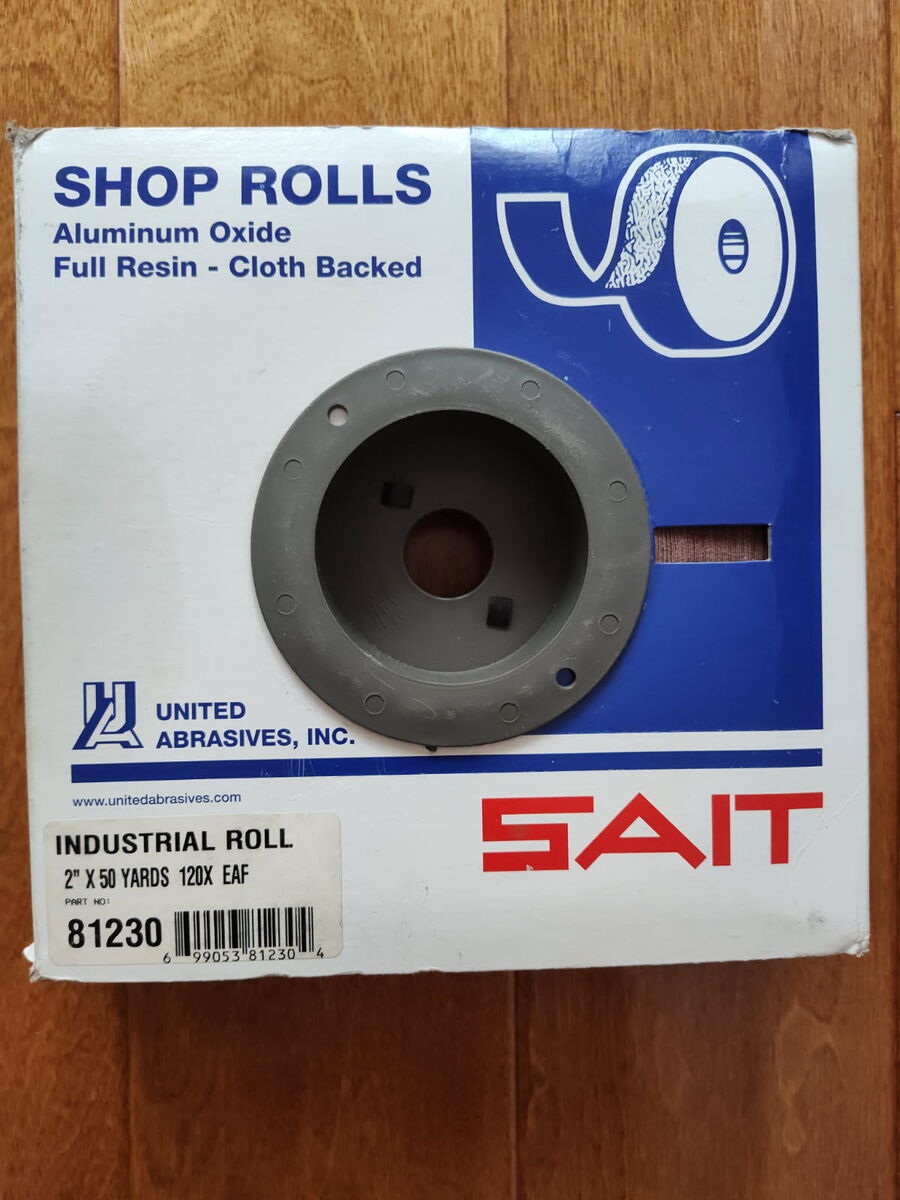 SHOP ROLLS
Aluminum Oxide
Full Resin - Cloth Backed
UNITED
ABRASIVES, INC.
www.unitedabrasives.com
SAIT
INDUSTRIAL ROLL
2" X 50 YARDS 120X EAF
PART NO:
81230
6 99053 81230 4